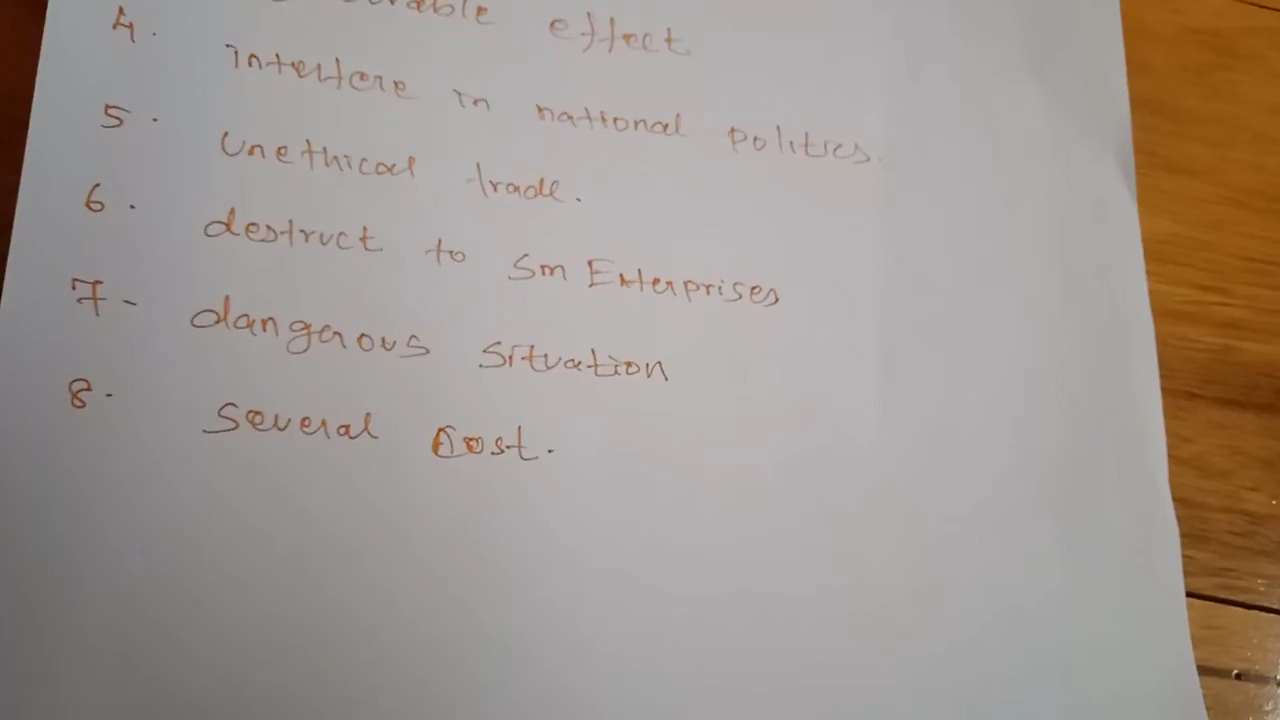 effect
4. interfere in national politics.
5. Unethical trade.
6. destruct to Sm Enterprises
7- dangerous situation
8. Several Cost.